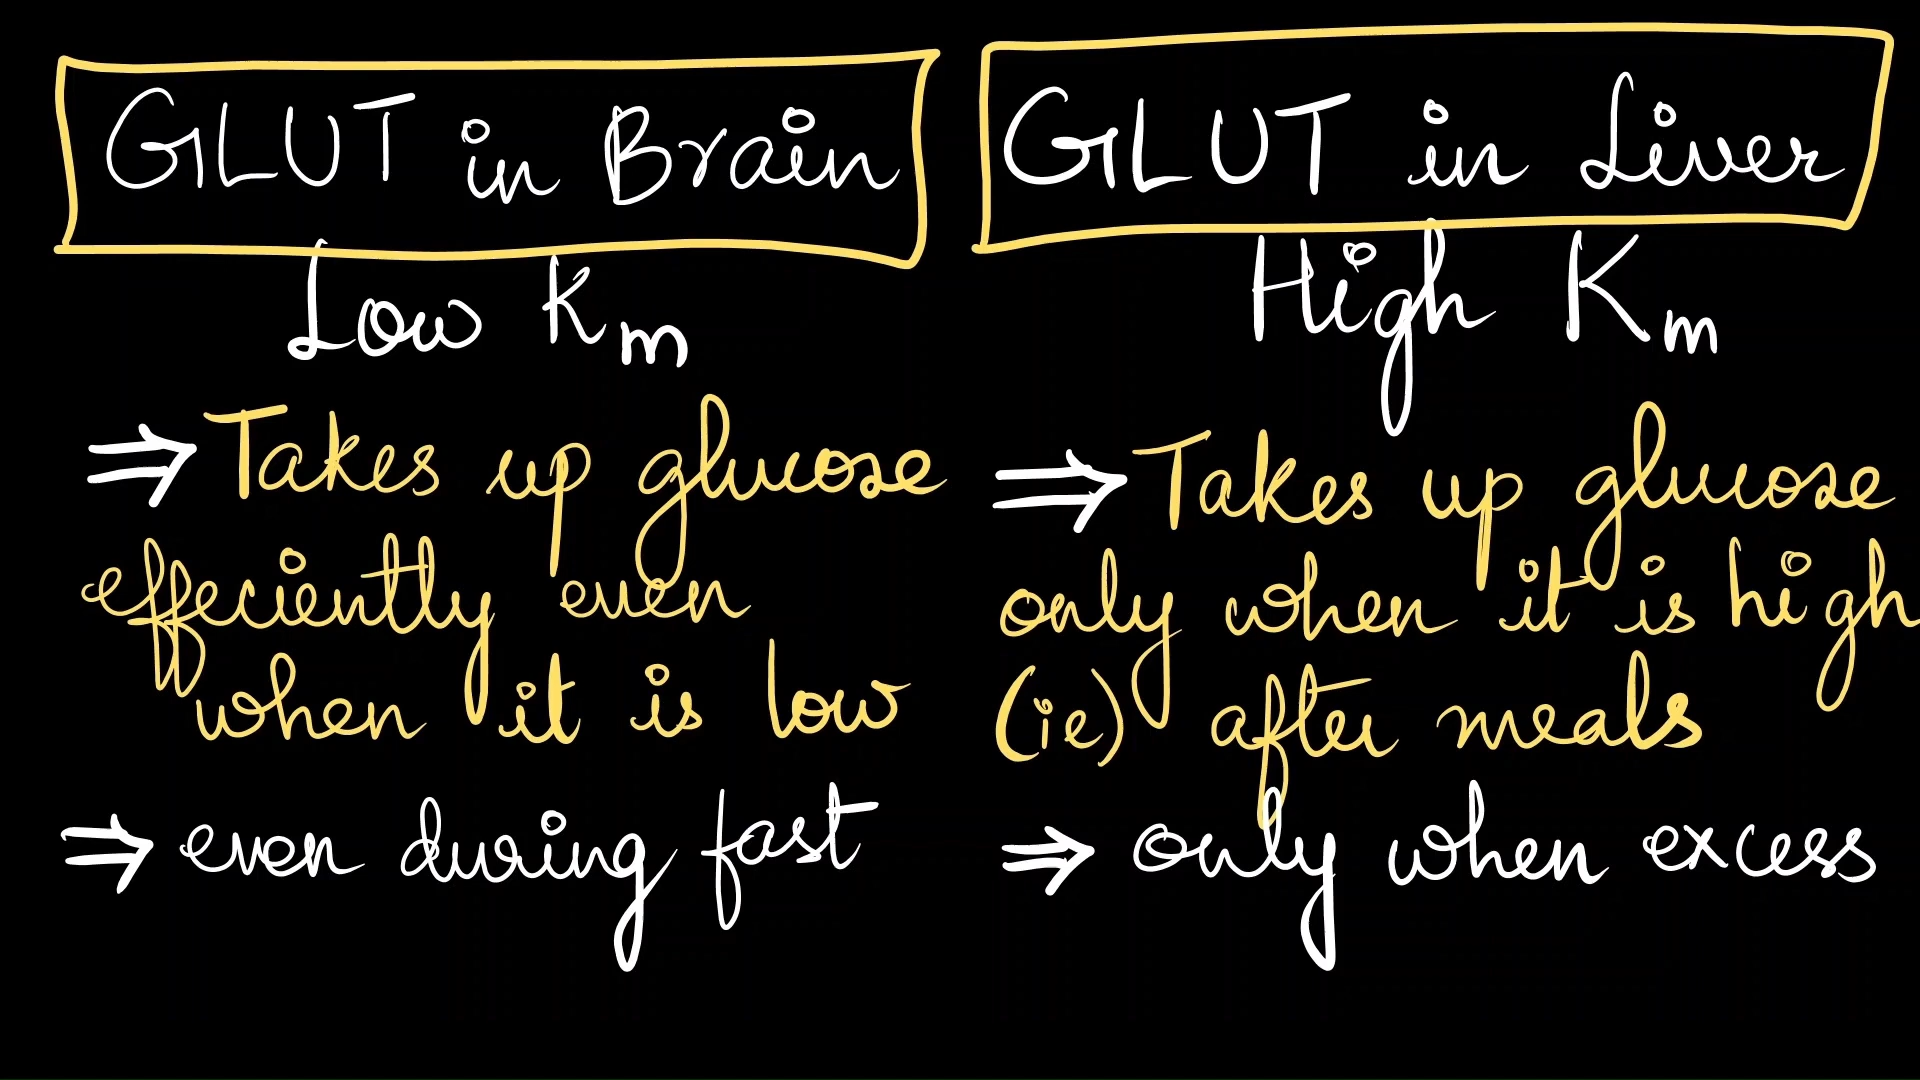 GLUT in Brain
Low Km
⇒ Takes up glucose
effeciently even
when it is low
⇒ even during fast
GLUT in Liver
High Km
⇒ Takes up glucose
only when it is high
(ie) after meals
⇒ only when excess